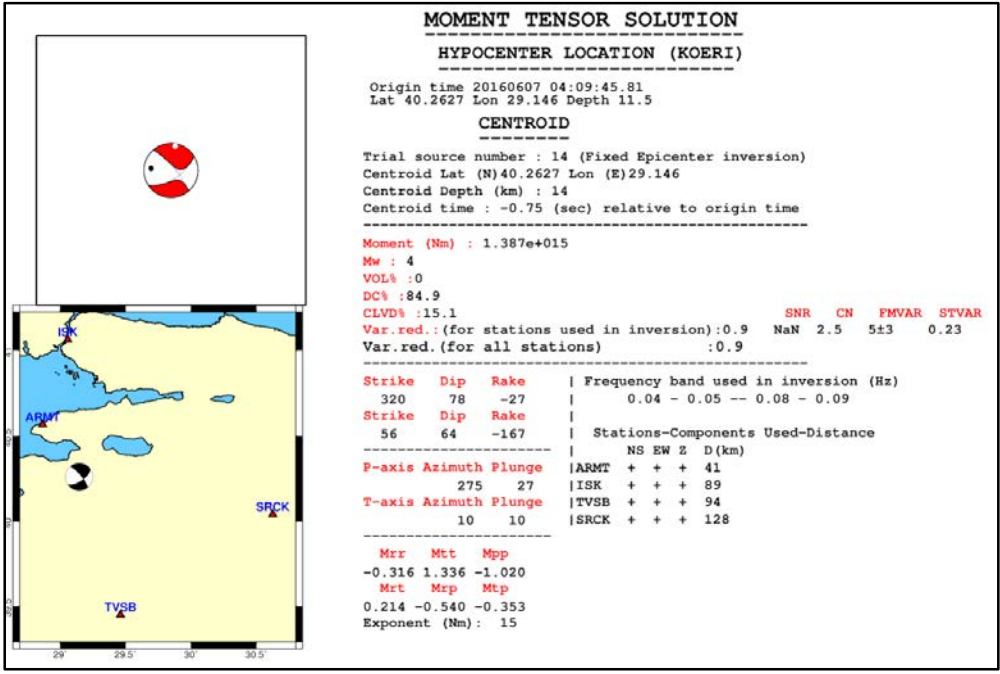 MOMENT TENSOR SOLUTION
HYPOCENTER LOCATION (KOERI)
Origin time 20160607 04:09:45.81
Lat 40.2627 Lon 29.146 Depth 11.5
CENTROID
Trial source number : 14 (Fixed Epicenter inversion)
Centroid Lat (N)40.2627 Lon (E)29.146
Centroid Depth (km) : 14
Centroid time : -0.75 (sec) relative to origin time
Moment (Nm) : 1.387e+015
Mw : 4
VOL% :0
DC% :84.9
CLVD% :15.1
SNR CN FMVAR STVAR
Var.red.:(for stations used in inversion):0.9 NaN 2.5 5±3 0.23
Var.red.(for all stations) :0.9
Strike Dip Rake | Frequency band used in inversion (Hz)
320 78 -27 | 0.04 - 0.05 -- 0.08 - 0.09
Strike Dip Rake |
56 64 -167 | Stations-Components Used-Distance
| NS EW Z D(km)
P-axis Azimuth Plunge |ARMT + + + 41
275 27 |ISK + + + 89
T-axis Azimuth Plunge |TVSB + + + 94
10 10 |SRCK + + + 128
Mrr Mtt Mpp
-0.316 1.336 -1.020
Mrt Mrp Mtp
0.214 -0.540 -0.353
Exponent (Nm): 15
ISK
41
ARMT
40.5
SRCK
40
TVSB
39.5
29° 29.5° 30° 30.5°